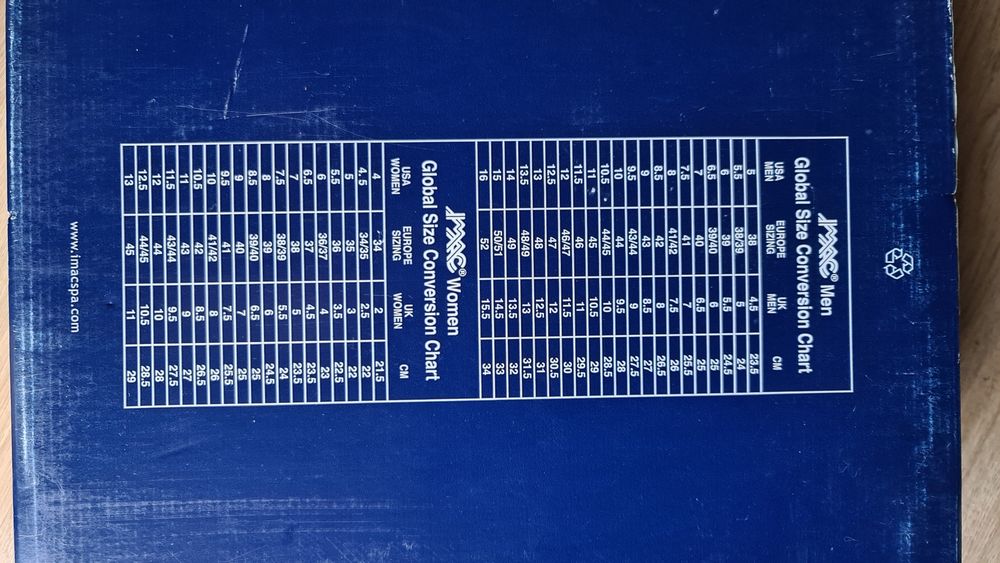 IMAC® Men
Global Size Conversion Chart
USA MEN EUROPE SIZING UK MEN CM
5 38 4.5 23.5
5.5 38/39 5 24
6 39 5.5 24.5
6.5 39/40 6 25
7 40 6.5 25
7.5 41 7 25.5
8 41/42 7.5 26
8.5 42 8 26.5
9 43 8.5 27
9.5 43/44 9 27.5
10 44 9.5 28
10.5 44/45 10 28.5
11 45 10.5 29
11.5 46 11 29.5
12 46/47 11.5 30
12.5 47 12 30.5
13 48 12.5 31
13.5 48/49 13 31.5
14 49 13.5 32
15 50/51 14.5 33
16 52 15.5 34
IMAC® Women
Global Size Conversion Chart
USA WOMEN EUROPE SIZING UK WOMEN CM
4 34 2 21.5
4.5 34/35 2.5 22
5 35 3 22
5.5 36 3.5 22.5
6 36/37 4 23
6.5 37 4.5 23.5
7 38 5 23.5
7.5 38/39 5.5 24
8 39 6 24.5
8.5 39/40 6.5 25
9 40 7 25
9.5 41 7.5 25.5
10 41/42 8 26
10.5 42 8.5 26.5
11 43 9 27
11.5 43/44 9.5 27.5
12 44 10 28
12.5 44/45 10.5 28.5
13 45 11 29
www.imacspa.com